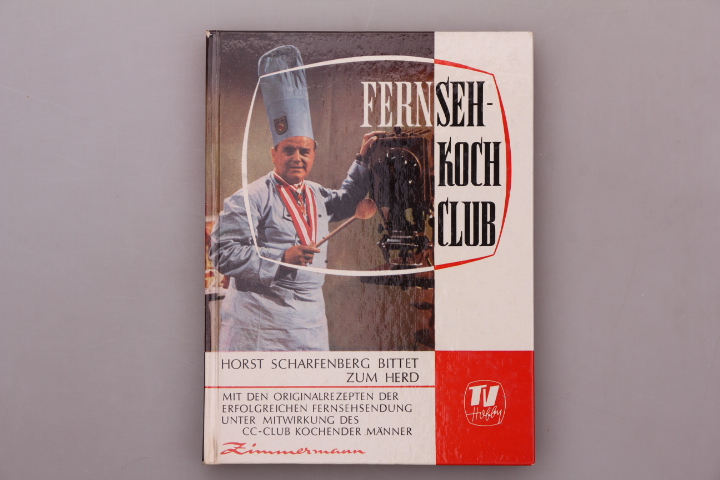 FERNSEH-
KOCH
CLUB
HORST SCHARFENBERG BITTET
ZUM HERD
MIT DEN ORIGINALREZEPTEN DER
ERFOLGREICHEN FERNSEHSENDUNG
UNTER MITWIRKUNG DES
CC-CLUB KOCHENDER MÄNNER
Zimmermann
TV
Hobby